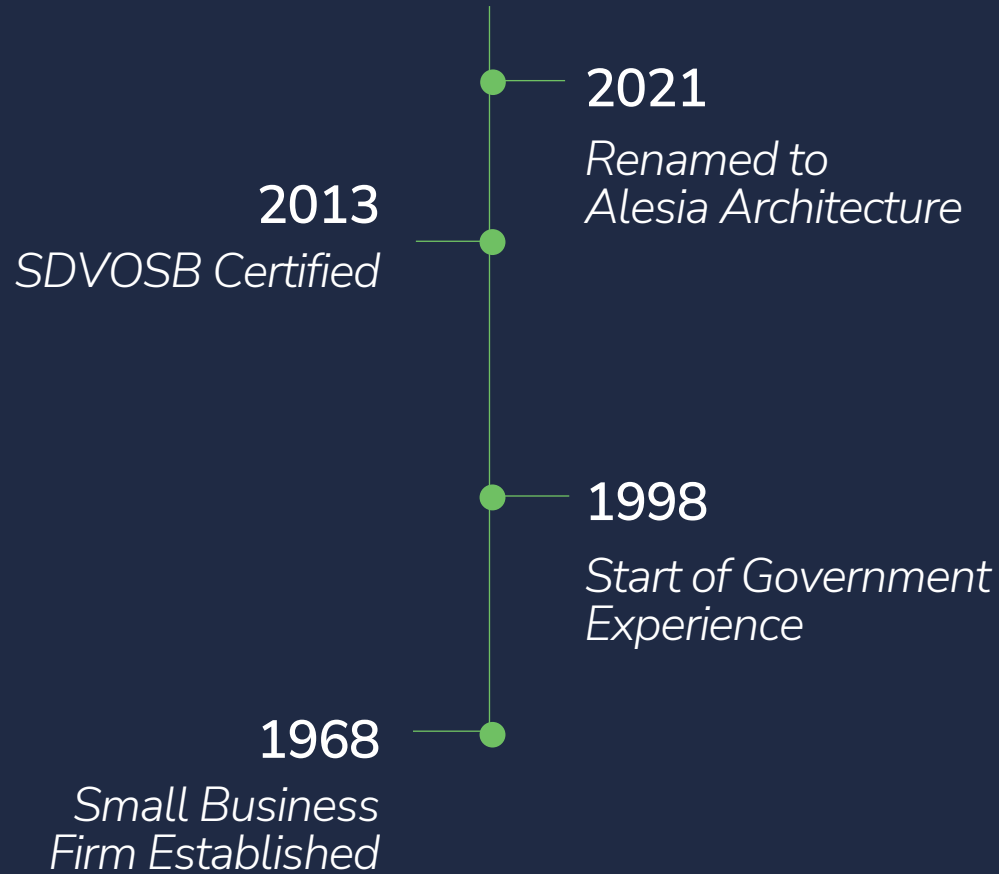 2021
Renamed to
Alesia Architecture
2013
SDVOSB Certified
1998
Start of Government
Experience
1968
Small Business
Firm Established